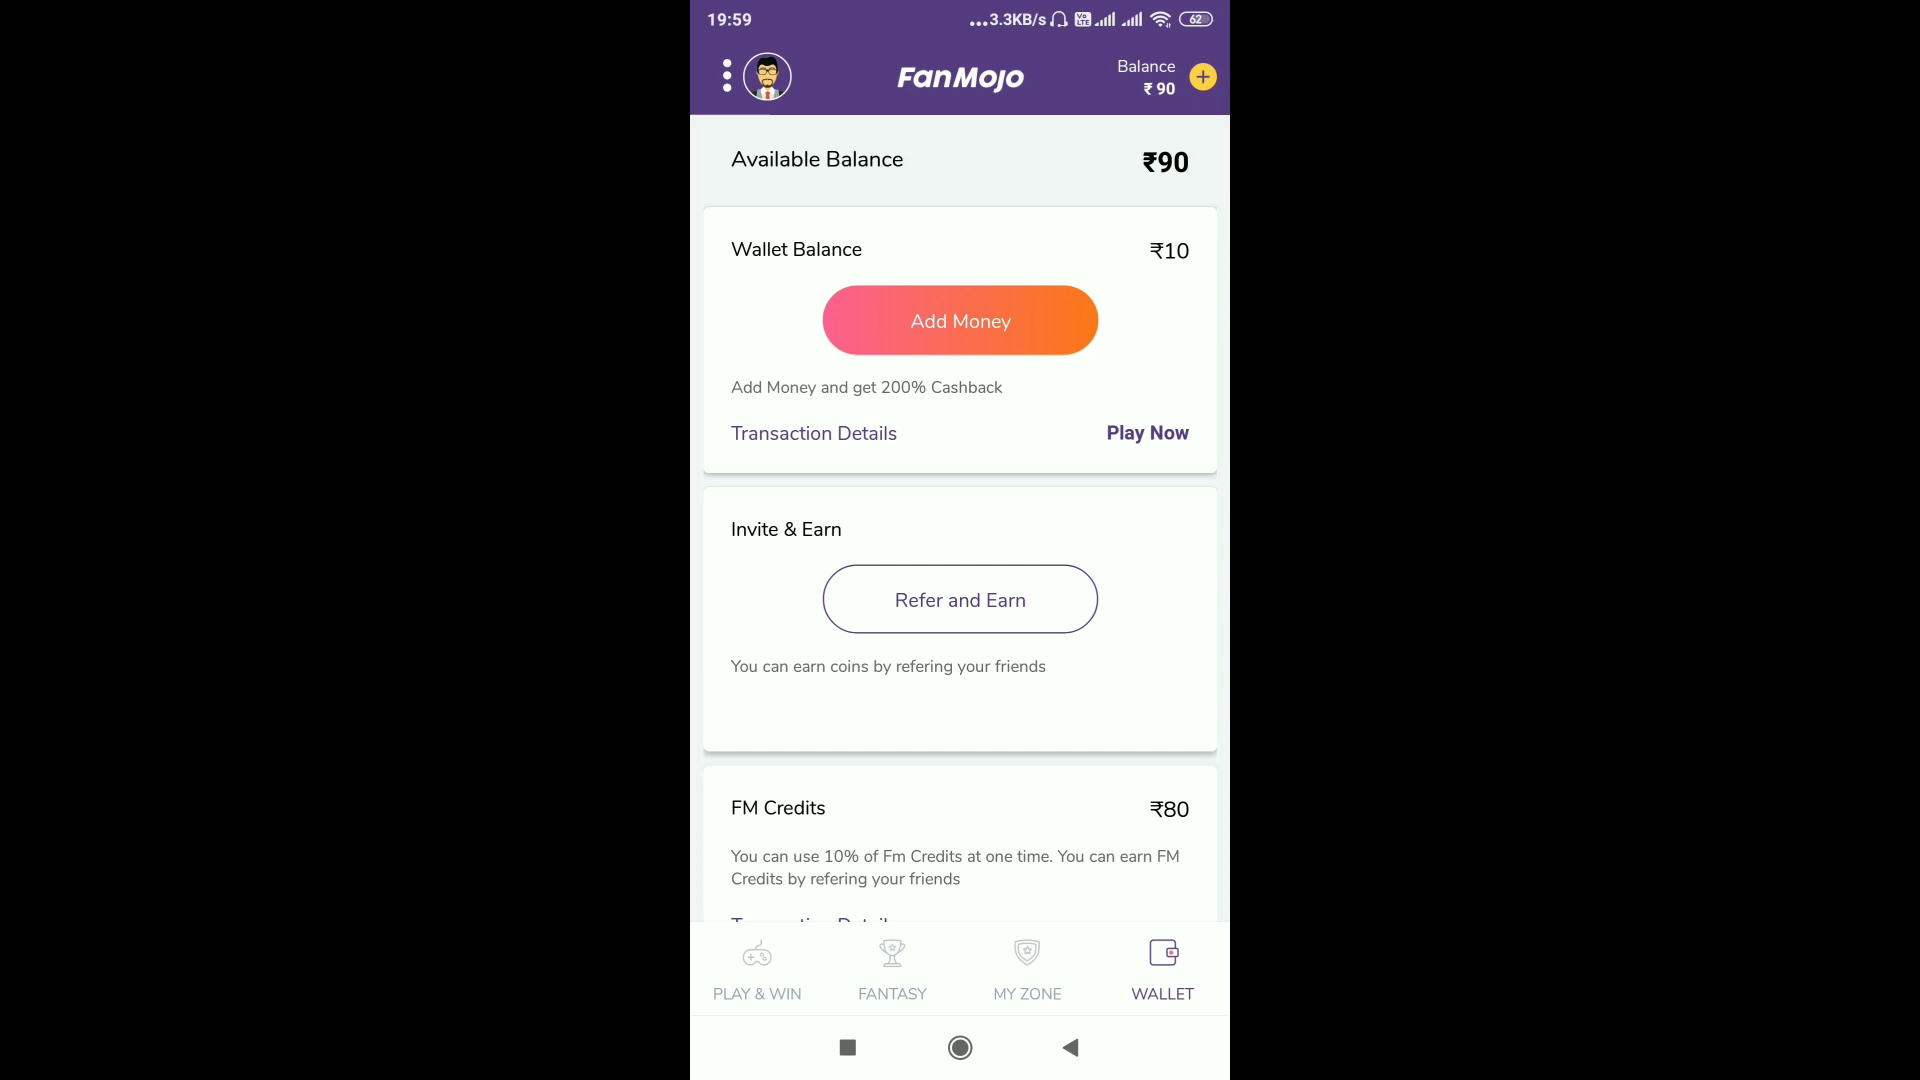 19:59
...3.3KB/s Vo LTE 62
FanMojo
Balance
₹ 90
Available Balance ₹90
Wallet Balance ₹10
Add Money
Add Money and get 200% Cashback
Transaction Details Play Now
Invite & Earn
Refer and Earn
You can earn coins by refering your friends
FM Credits ₹80
You can use 10% of Fm Credits at one time. You can earn FM
Credits by refering your friends
PLAY & WIN FANTASY MY ZONE WALLET